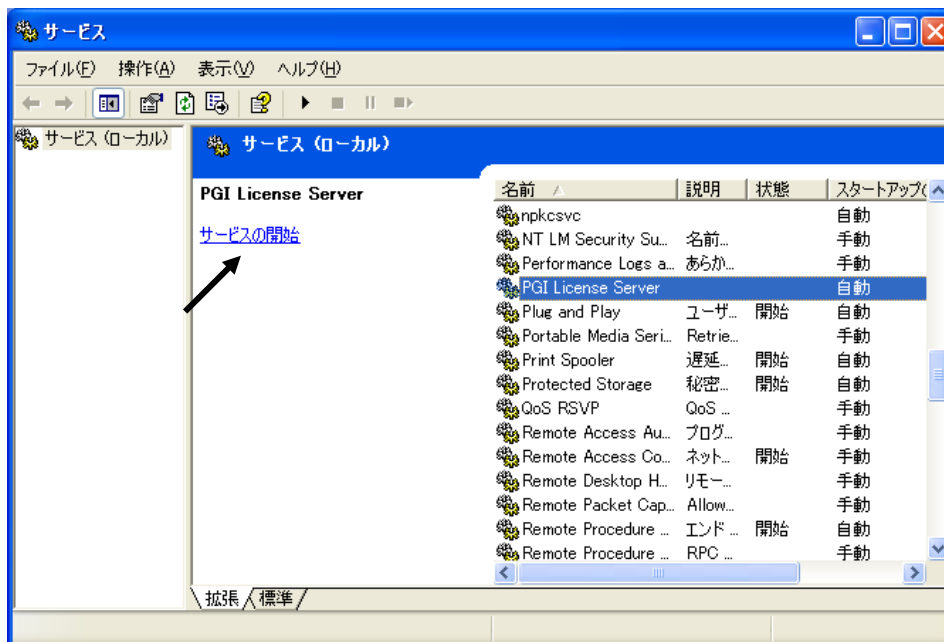 サービス
ファイル(F) 操作(A) 表示(V) ヘルプ(H)
サービス (ローカル)
サービス (ローカル)
PGI License Server
サービスの開始
名前 説明 状態 スタートアップ(
npkcsvc 自動
NT LM Security Su... 名前... 手動
Performance Logs a... あらか... 手動
PGI License Server 自動
Plug and Play ユーザ... 開始 自動
Portable Media Seri... Retrie... 手動
Print Spooler 遅延... 開始 自動
Protected Storage 秘密... 開始 自動
QoS RSVP QoS ... 手動
Remote Access Au... プログ... 手動
Remote Access Co... ネット... 開始 手動
Remote Desktop H... リモー... 手動
Remote Packet Cap... Allow... 手動
Remote Procedure ... エンド ... 開始 自動
Remote Procedure ... RPC ... 手動
拡張 標準